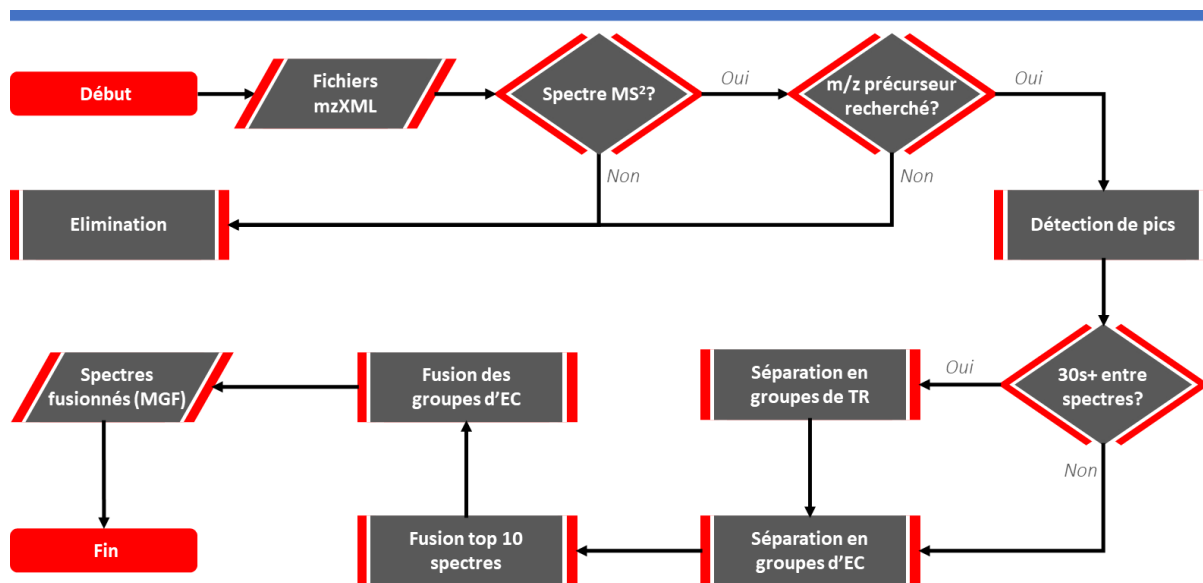 Début
Fichiers
mzXML
Spectre MS²?
Oui
m/z précurseur
recherché?
Oui
Non
Non
Elimination
Détection de pics
Spectres
fusionnés (MGF)
Fusion des
groupes d'EC
Séparation en
groupes de TR
Oui
30s+ entre
spectres?
Non
Fin
Fusion top 10
spectres
Séparation en
groupes d'EC